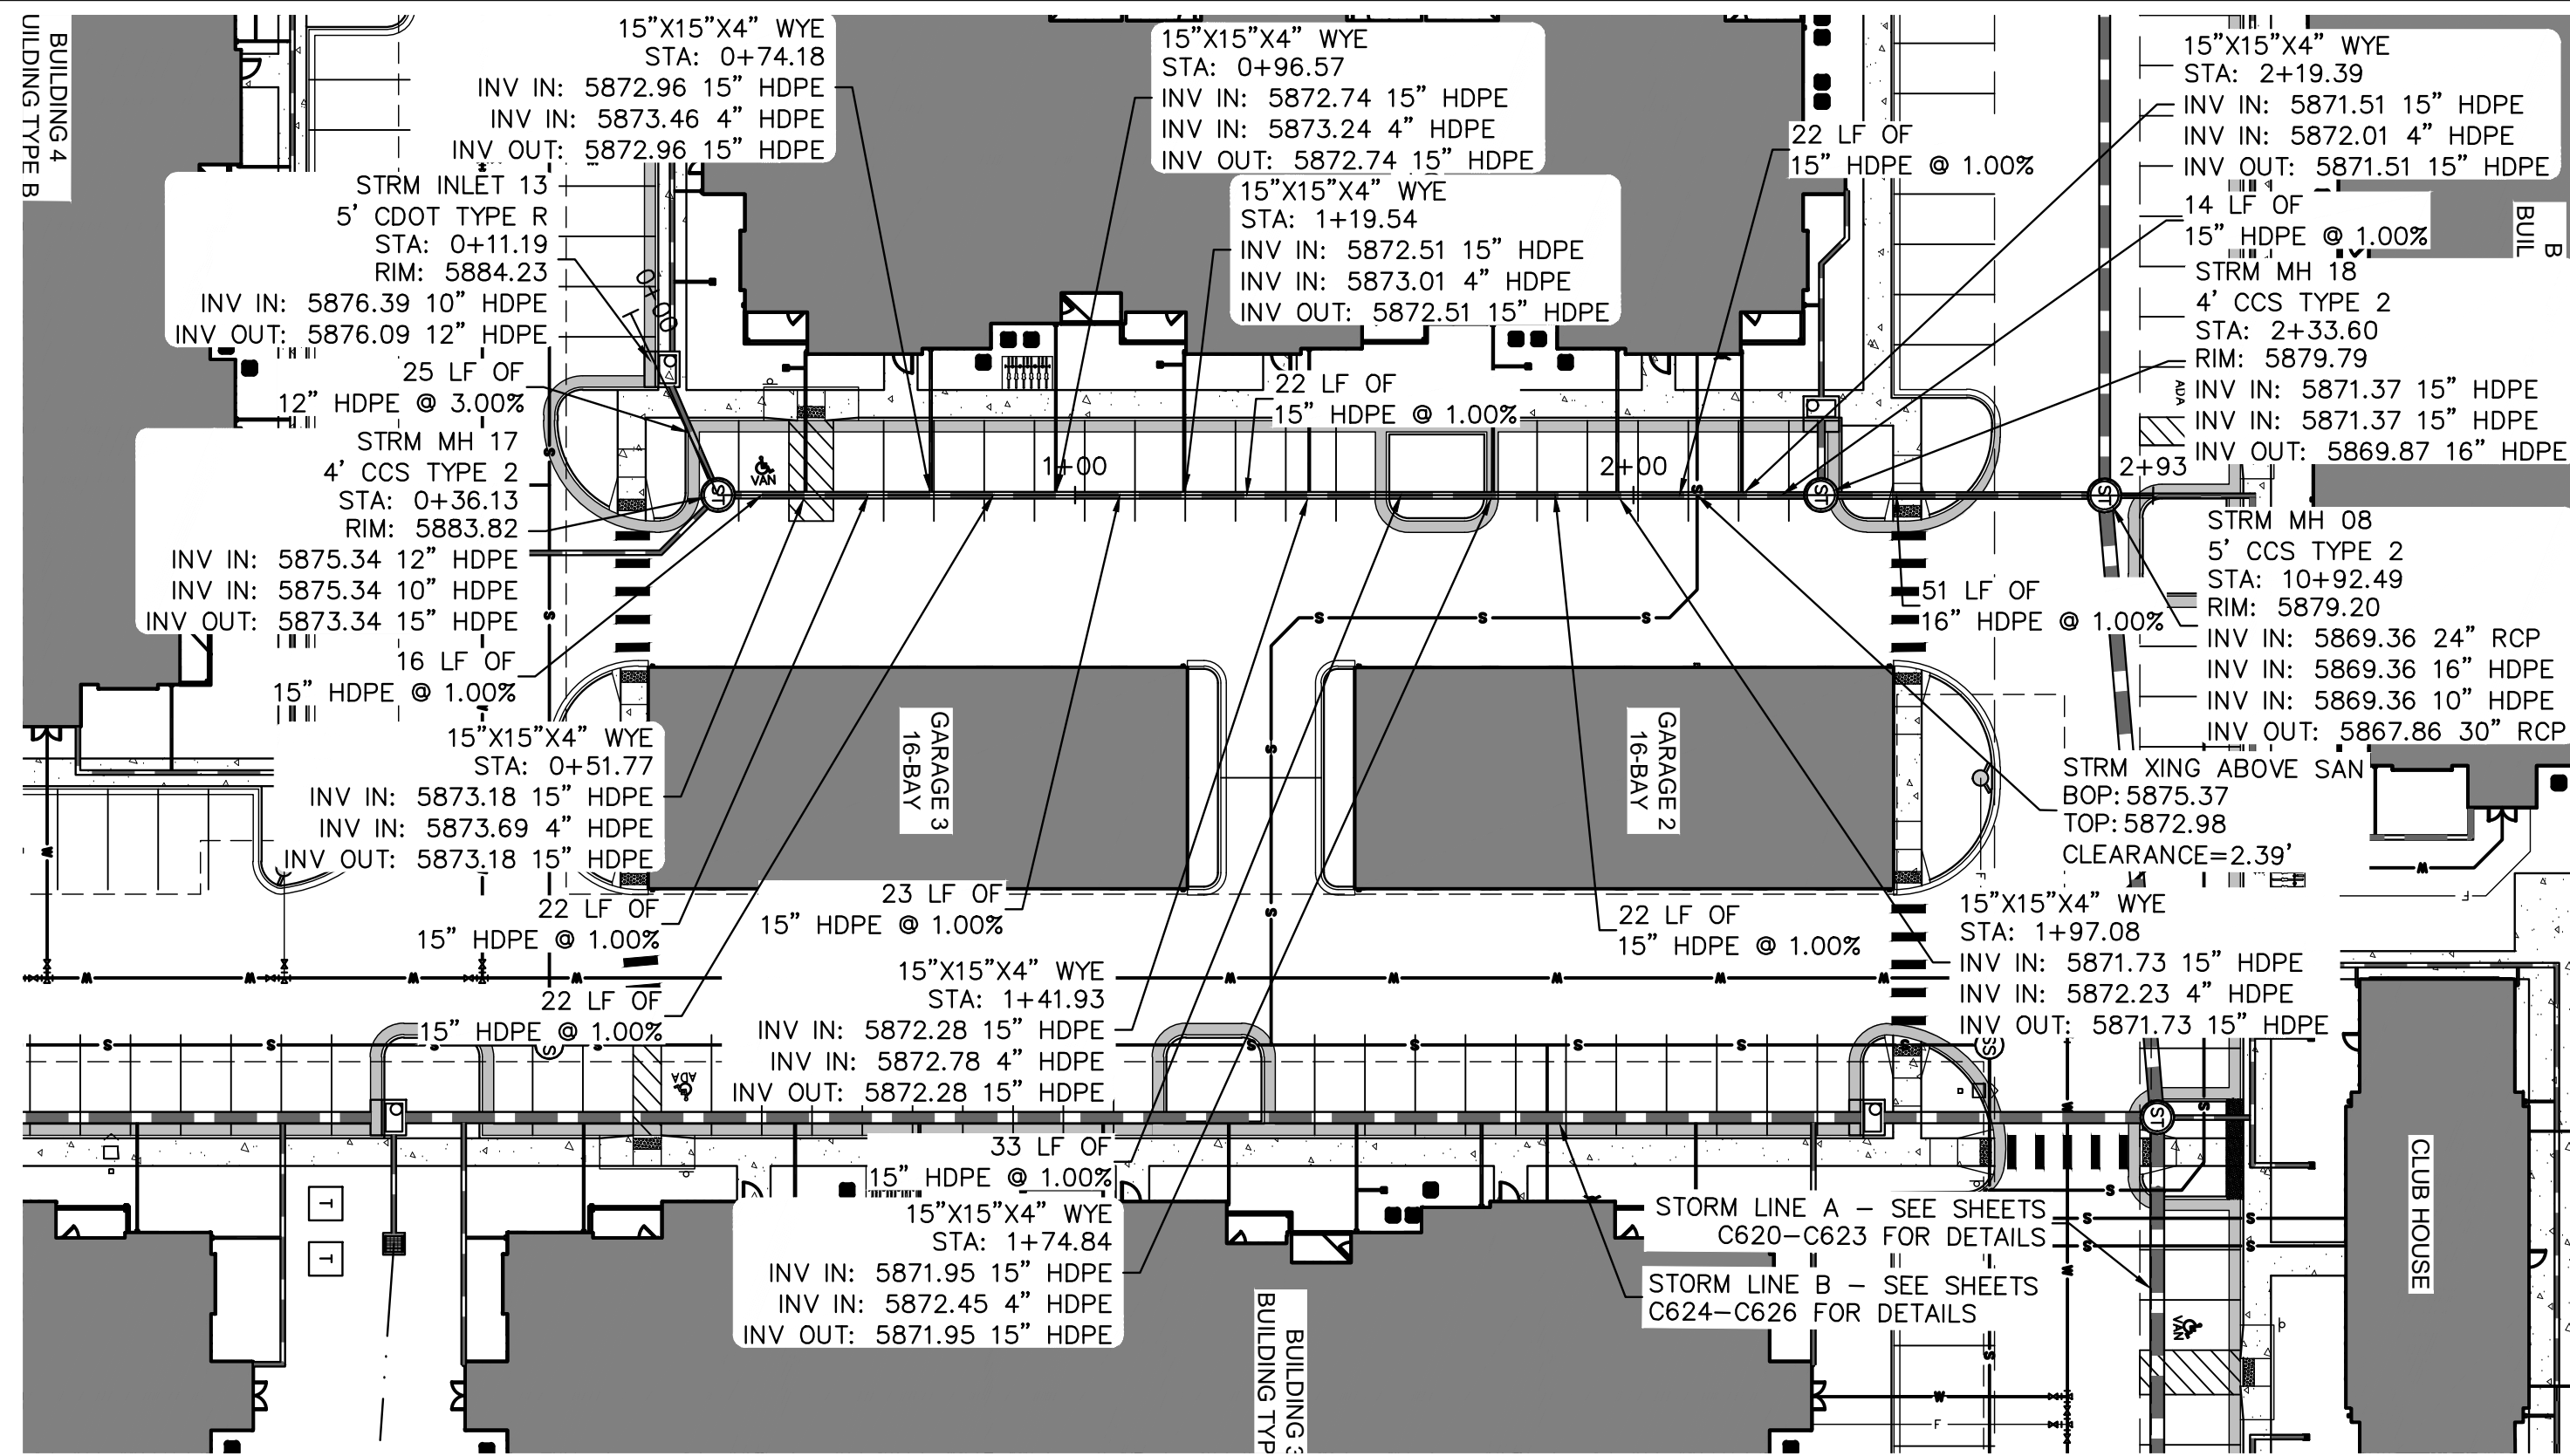 BUILDING 4
UILDING TYPE B
15"X15"X4" WYE
STA: 0+74.18
INV IN: 5872.96 15" HDPE
INV IN: 5873.46 4" HDPE
INV OUT: 5872.96 15" HDPE
15"X15"X4" WYE
STA: 0+96.57
INV IN: 5872.74 15" HDPE
INV IN: 5873.24 4" HDPE
INV OUT: 5872.74 15" HDPE
15"X15"X4" WYE
STA: 1+19.54
INV IN: 5872.51 15" HDPE
INV IN: 5873.01 4" HDPE
INV OUT: 5872.51 15" HDPE
22 LF OF
15" HDPE @ 1.00%
15"X15"X4" WYE
STA: 2+19.39
INV IN: 5871.51 15" HDPE
INV IN: 5872.01 4" HDPE
INV OUT: 5871.51 15" HDPE
14 LF OF
15" HDPE @ 1.00%
B
BUIL
STRM MH 18
4' CCS TYPE 2
STA: 2+33.60
RIM: 5879.79
INV IN: 5871.37 15" HDPE
INV IN: 5871.37 15" HDPE
INV OUT: 5869.87 16" HDPE
ADA
STRM INLET 13
5' CDOT TYPE R
STA: 0+11.19
RIM: 5884.23
INV IN: 5876.39 10" HDPE
INV OUT: 5876.09 12" HDPE
0+00
25 LF OF
12" HDPE @ 3.00%
STRM MH 17
4' CCS TYPE 2
STA: 0+36.13
RIM: 5883.82
INV IN: 5875.34 12" HDPE
INV IN: 5875.34 10" HDPE
INV OUT: 5873.34 15" HDPE
ST
VAN
1+00
22 LF OF
15" HDPE @ 1.00%
2+00
ST
ST
2+93
STRM MH 08
5' CCS TYPE 2
STA: 10+92.49
RIM: 5879.20
INV IN: 5869.36 24" RCP
INV IN: 5869.36 16" HDPE
INV IN: 5869.36 10" HDPE
INV OUT: 5867.86 30" RCP
51 LF OF
16" HDPE @ 1.00%
S
S
S
S
S
S
S
S
16 LF OF
15" HDPE @ 1.00%
15"X15"X4" WYE
STA: 0+51.77
INV IN: 5873.18 15" HDPE
INV IN: 5873.69 4" HDPE
INV OUT: 5873.18 15" HDPE
GARAGE 3
16-BAY
GARAGE 2
16-BAY
STRM XING ABOVE SAN
BOP: 5875.37
TOP: 5872.98
CLEARANCE=2.39'
22 LF OF
15" HDPE @ 1.00%
23 LF OF
15" HDPE @ 1.00%
22 LF OF
15" HDPE @ 1.00%
15"X15"X4" WYE
STA: 1+97.08
INV IN: 5871.73 15" HDPE
INV IN: 5872.23 4" HDPE
INV OUT: 5871.73 15" HDPE
22 LF OF
15" HDPE @ 1.00%
15"X15"X4" WYE
STA: 1+41.93
INV IN: 5872.28 15" HDPE
INV IN: 5872.78 4" HDPE
INV OUT: 5872.28 15" HDPE
W
W
W
W
W
W
W
W
W
W
W
S
S
S
S
S
S
S
ADA
ST
33 LF OF
15" HDPE @ 1.00%
15"X15"X4" WYE
STA: 1+74.84
INV IN: 5871.95 15" HDPE
INV IN: 5872.45 4" HDPE
INV OUT: 5871.95 15" HDPE
T
T
STORM LINE A – SEE SHEETS
C620–C623 FOR DETAILS
STORM LINE B – SEE SHEETS
C624–C626 FOR DETAILS
S
S
S
S
S
CLUB HOUSE
BUILDING 3
BUILDING TYP
VAN
W
W
F
S